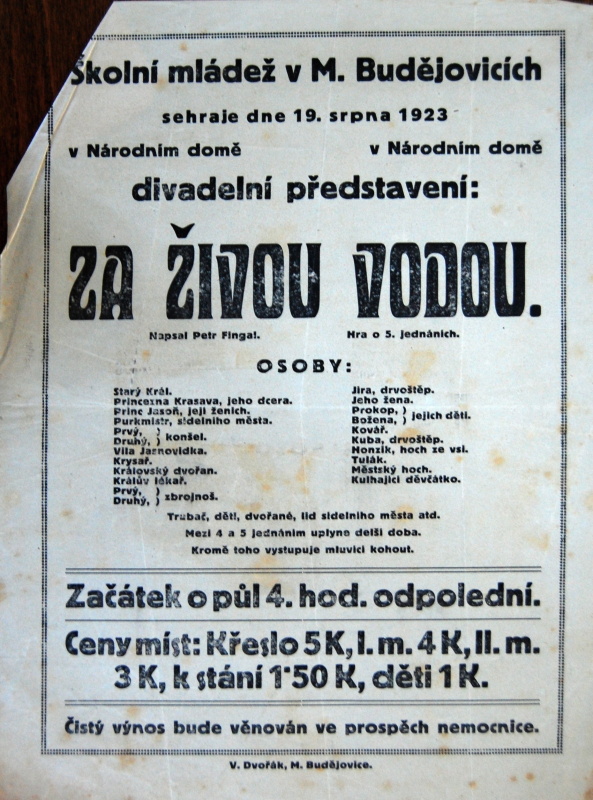 Školní mládež v M. Budějovicích
sehraje dne 19. srpna 1923
v Národním domě v Národním domě
divadelní představení:
ZA ŽIVOU VODOU.
Napsal Petr Fingal. Hra o 5. jednáních.
OSOBY:
Starý Král.
Princezna Krasava, jeho dcera.
Princ Jasoň, její ženich.
Purkmistr, sídelního města.
Prvý, )
Druhý, ) konšel.
Víla Jasnovidka.
Krysař.
Královský dvořan.
Králův lékař.
Prvý, )
Druhý, ) zbrojnoš.
Jíra, drvoštěp.
Jeho žena.
Prokop, )
Božena, ) jejich děti.
Kovář.
Kuba, drvoštěp.
Honzík, hoch ze vsi.
Tulák.
Městský hoch.
Kulhající děvčátko.
Trubač, děti, dvořané, lid sídelního města atd.
Mezi 4 a 5 jednáním uplyne delší doba.
Kromě toho vystupuje mluvící kohout.
Začátek o půl 4. hod. odpolední.
Ceny míst: Křeslo 5 K, I. m. 4 K, II. m.
3 K, k stání 1·50 K, děti 1 K.
Čistý výnos bude věnován ve prospěch nemocnice.
V. Dvořák, M. Budějovice.